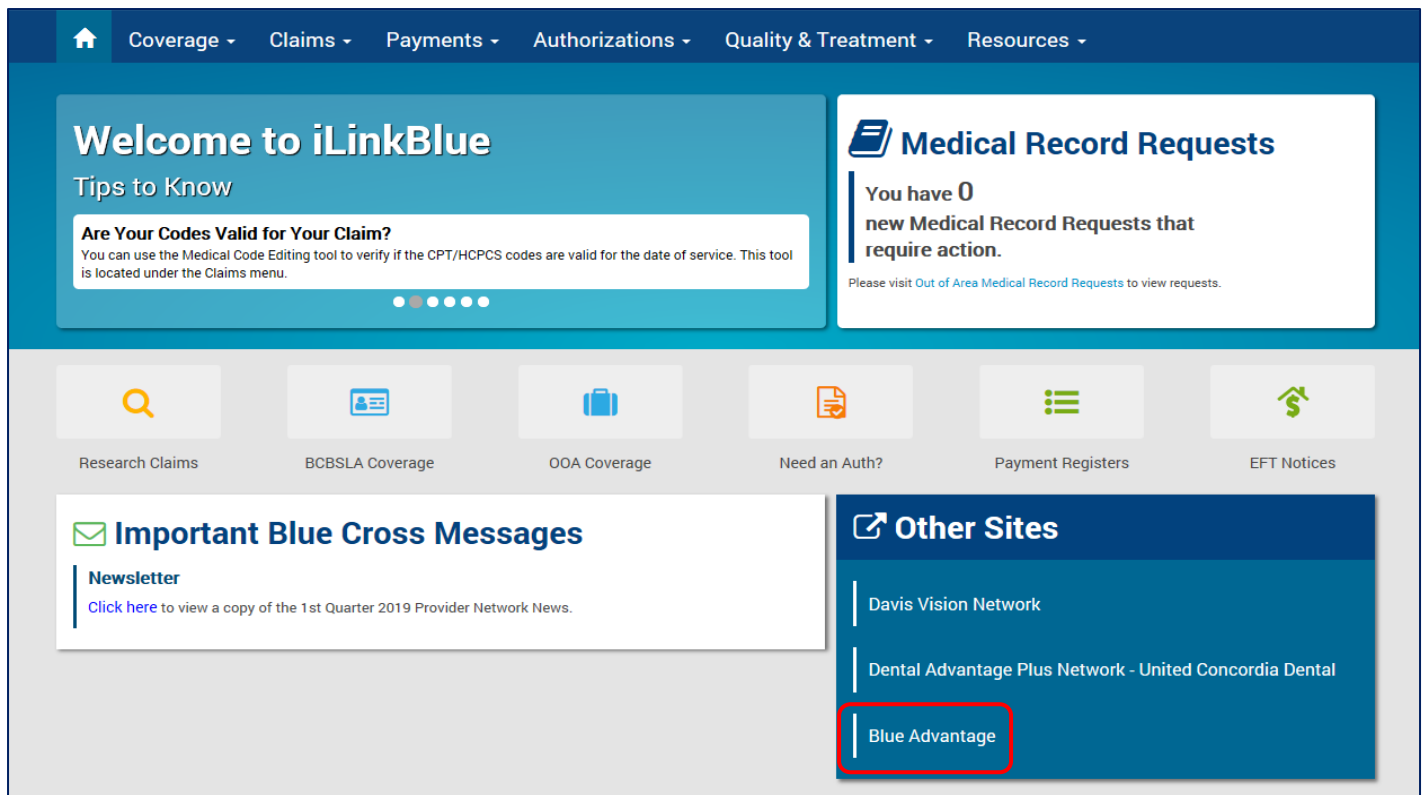 Coverage Claims Payments Authorizations Quality & Treatment Resources
Welcome to iLinkBlue
Tips to Know
Are Your Codes Valid for Your Claim?
You can use the Medical Code Editing tool to verify if the CPT/HCPCS codes are valid for the date of service. This tool
is located under the Claims menu.
Medical Record Requests
You have 0
new Medical Record Requests that
require action.
Please visit Out of Area Medical Record Requests to view requests.
Research Claims
BCBSLA Coverage
OOA Coverage
Need an Auth?
Payment Registers
EFT Notices
Important Blue Cross Messages
Newsletter
Click here to view a copy of the 1st Quarter 2019 Provider Network News.
Other Sites
Davis Vision Network
Dental Advantage Plus Network - United Concordia Dental
Blue Advantage